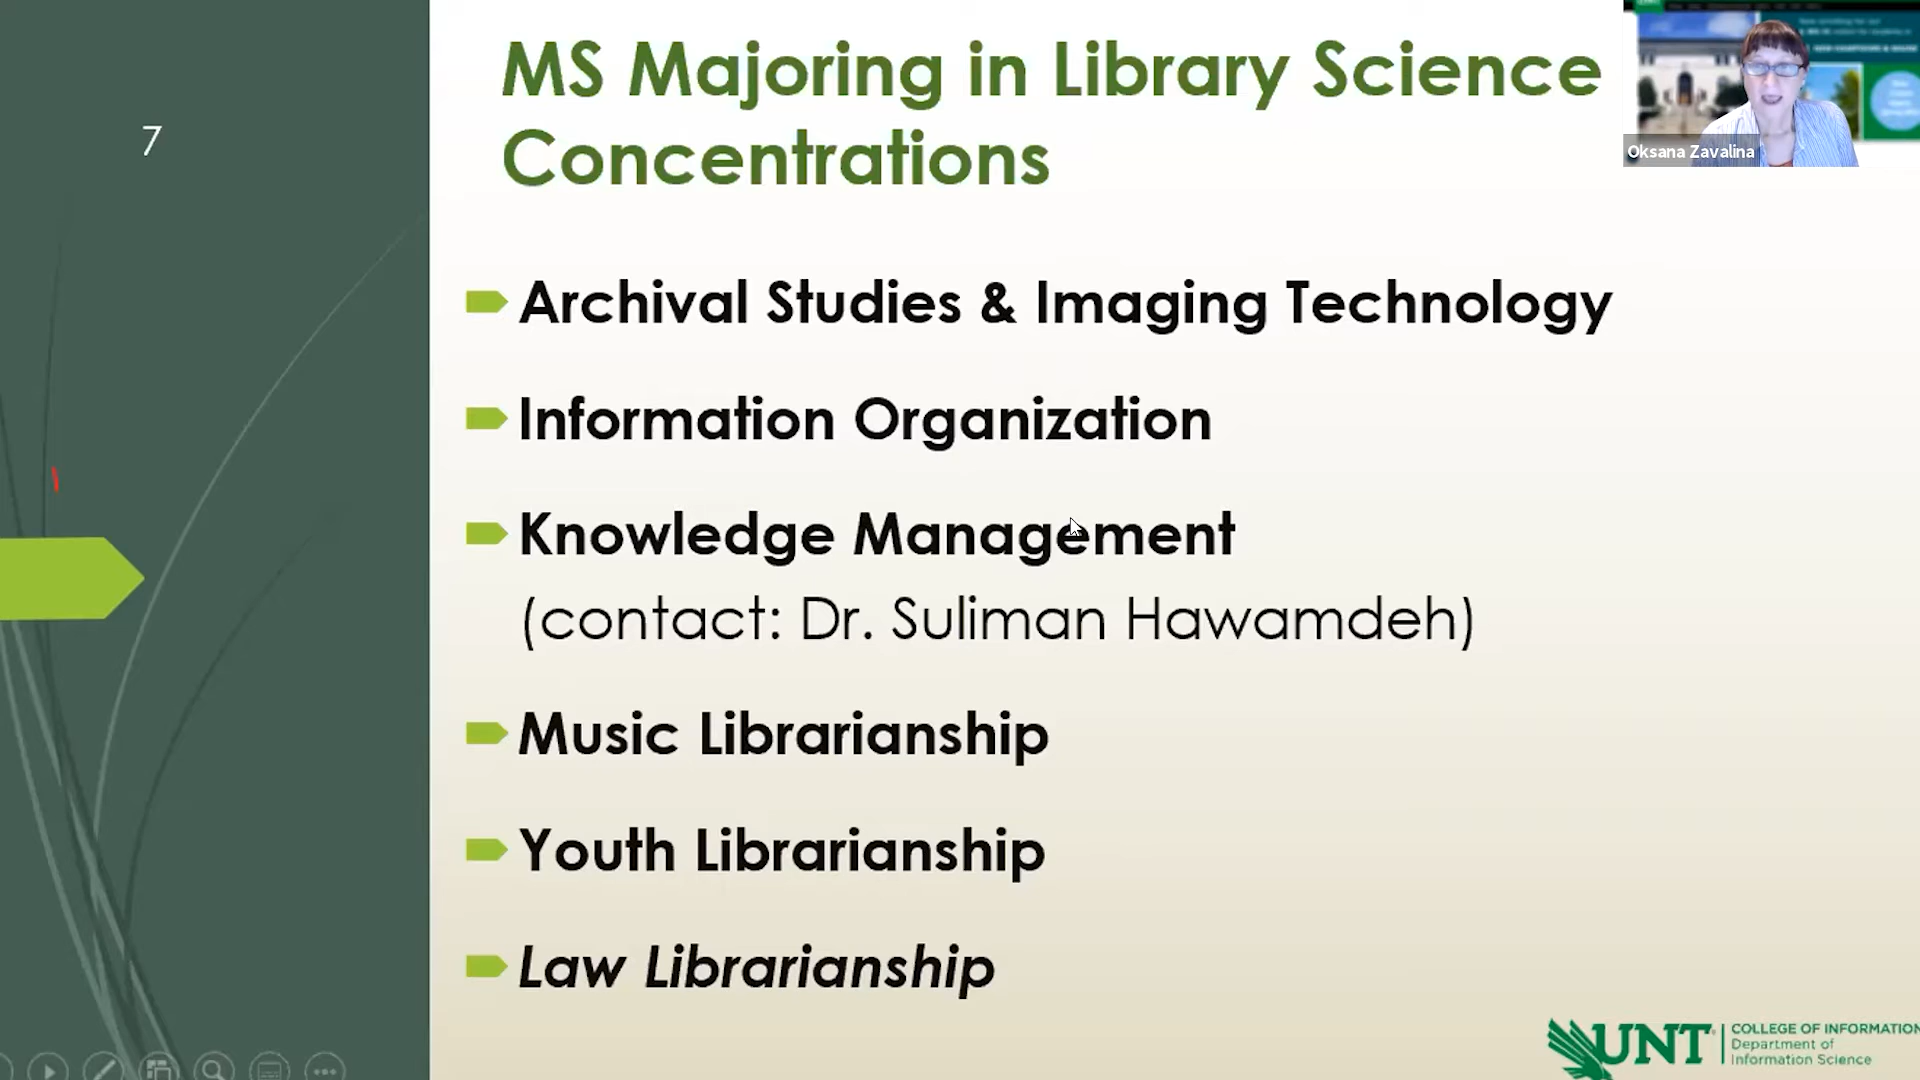 MS Majoring in Library Science
Concentrations
7
Oksana Zavalina
Archival Studies & Imaging Technology
Information Organization
Knowledge Management
(contact: Dr. Suliman Hawamdeh)
Music Librarianship
Youth Librarianship
Law Librarianship
UNT
COLLEGE OF INFORMATION
Department of
Information Science